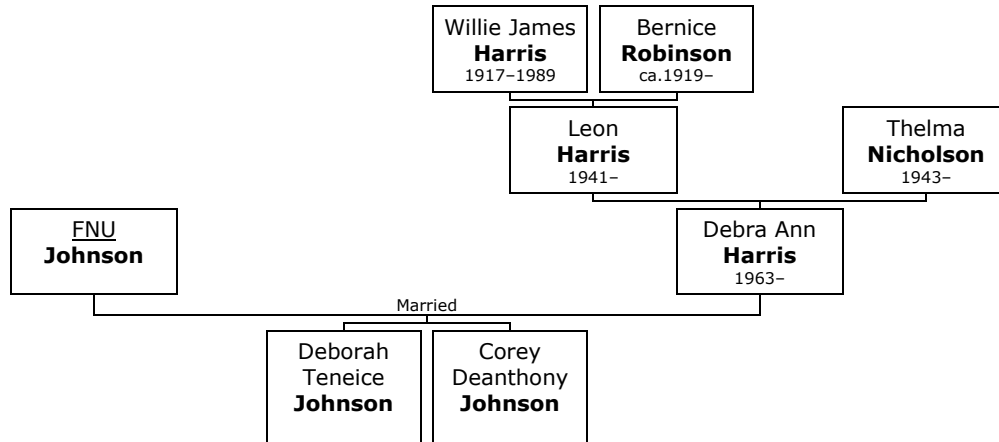 Willie James
Harris
1917–1989
Bernice
Robinson
ca.1919–
Leon
Harris
1941–
Thelma
Nicholson
1943–
FNU
Johnson
Debra Ann
Harris
1963–
Married
Deborah
Teneice
Johnson
Corey
Deanthony
Johnson